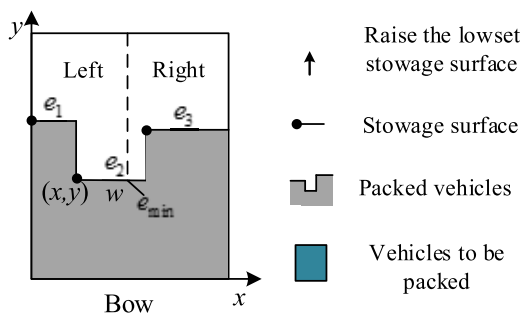 y
Left
Right
e1
e3
e2
(x,y)
w
emin
x
Bow
Raise the lowset
stowage surface
Stowage surface
Packed vehicles
Vehicles to be
packed